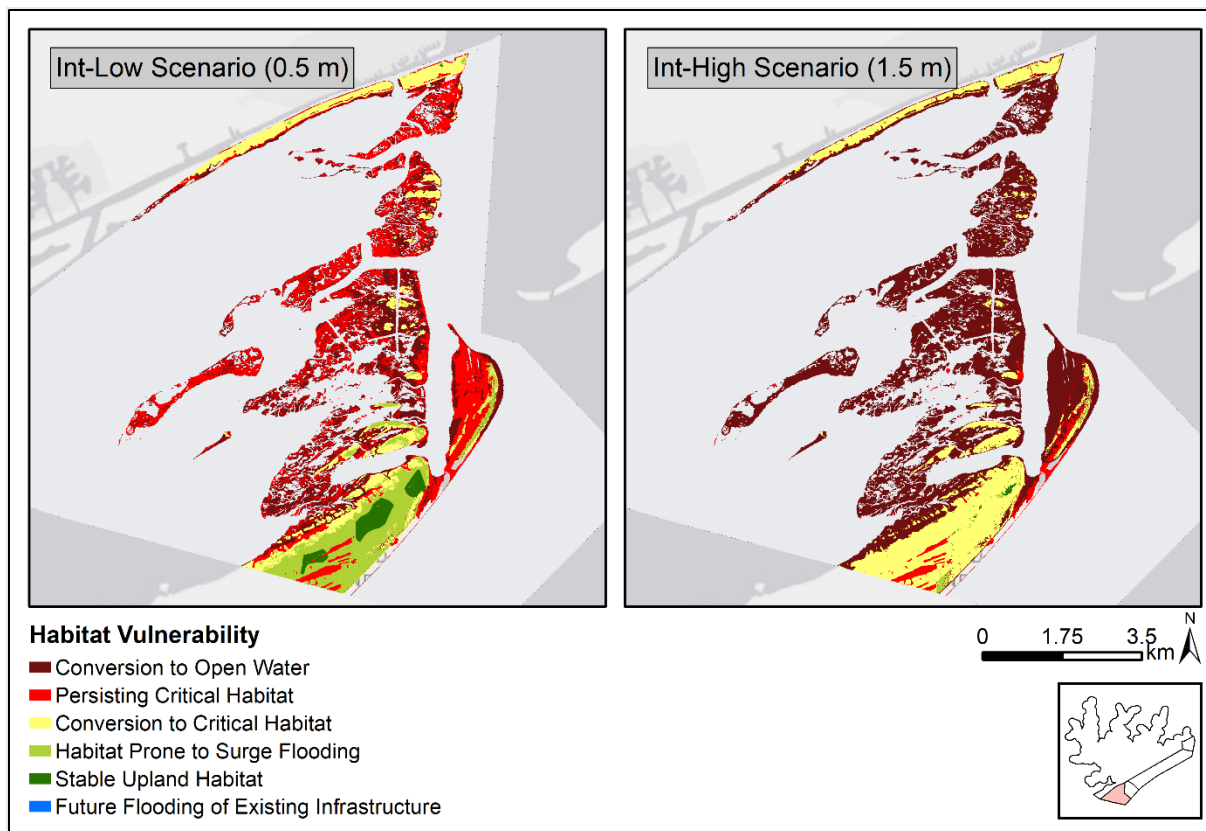 Int-Low Scenario (0.5 m)
Int-High Scenario (1.5 m)
Habitat Vulnerability
Conversion to Open Water
Persisting Critical Habitat
Conversion to Critical Habitat
Habitat Prone to Surge Flooding
Stable Upland Habitat
Future Flooding of Existing Infrastructure
0 1.75 3.5
km
N